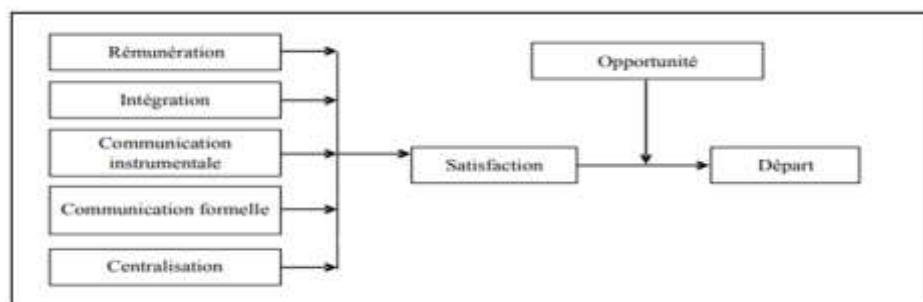 Rémunération
Intégration
Communication
instrumentale
Communication formelle
Centralisation
Satisfaction
Opportunité
Départ